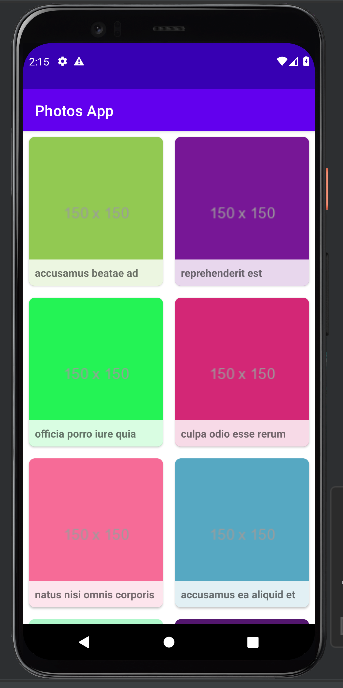 2:15
Photos App
150 x 150
150 x 150
accusamus beatae ad
reprehenderit est
150 x 150
150 x 150
officia porro iure quia
culpa odio esse rerum
150 x 150
150 x 150
natus nisi omnis corporis
accusamus ea aliquid et